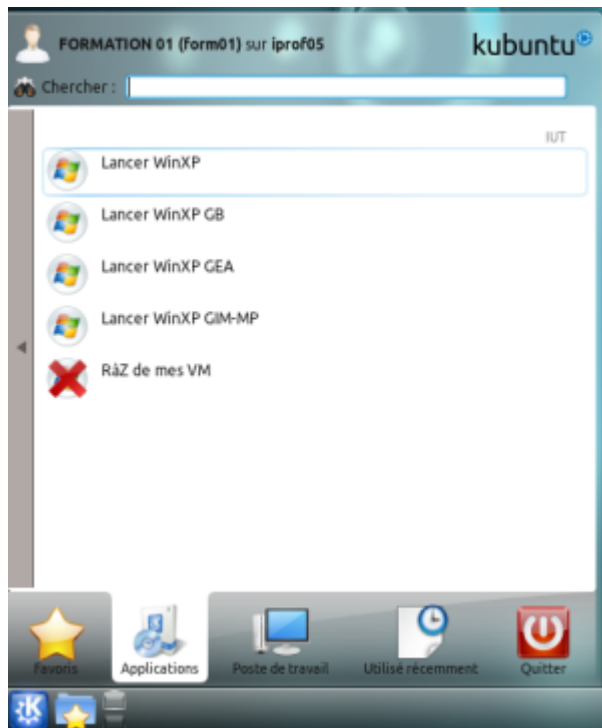 FORMATION 01 (form01) sur iprof05
kubuntu
Chercher :
IUT
Lancer WinXP
Lancer WinXP GB
Lancer WinXP GEA
Lancer WinXP GIM-MP
RàZ de mes VM
Favoris
Applications
Poste de travail
Utilisé récemment
Quitter